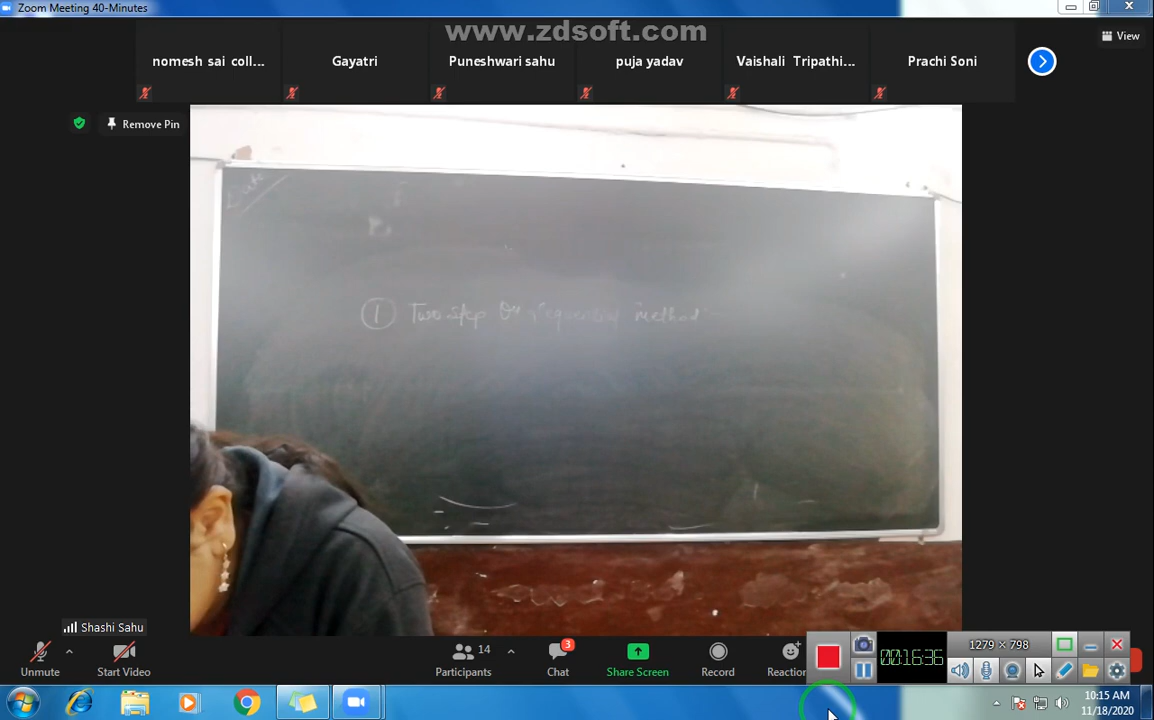 Zoom Meeting 40-Minutes
www.zdsoft.com
View
nomesh sai coll...
Gayatri
Puneshwari sahu
puja yadav
Vaishali Tripathi...
Prachi Soni
Remove Pin
Date
① Two step Or sequential method
Shashi Sahu
Unmute
Start Video
14
Participants
3
Chat
Share Screen
Record
Reaction
1279 × 798
00:16:36
10:15 AM
11/18/2020